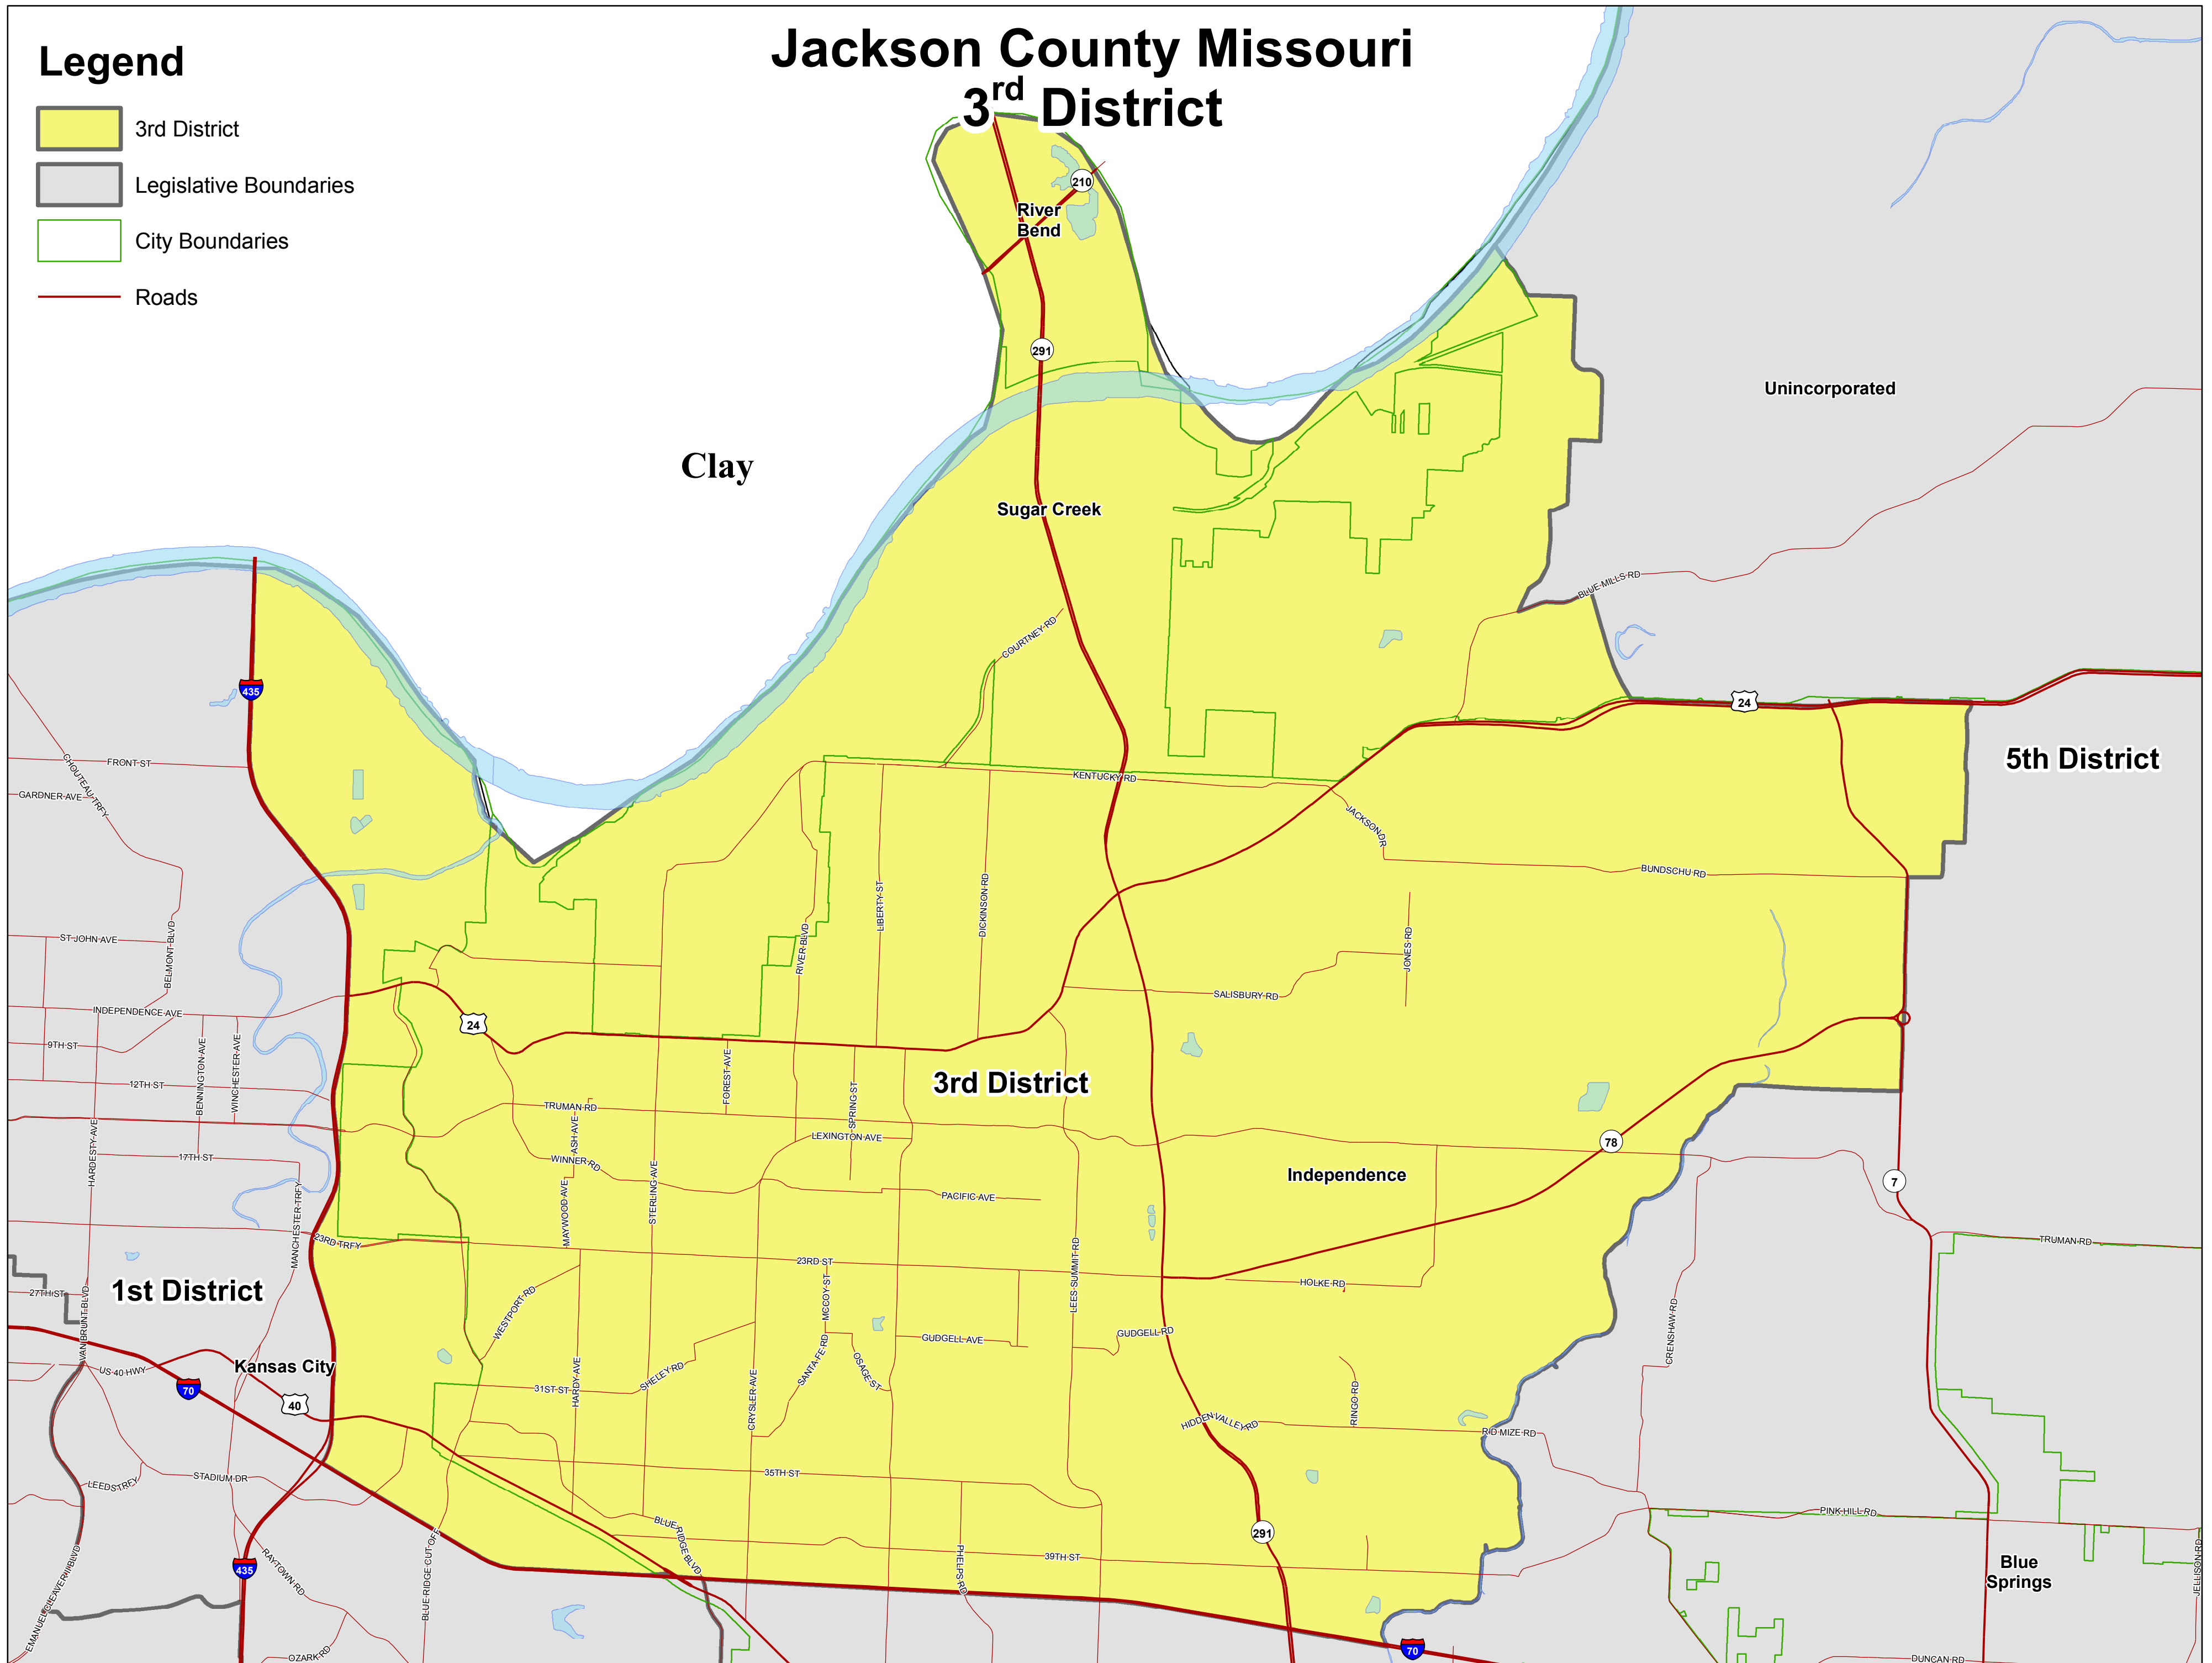 Jackson County Missouri
3rd District
Legend
3rd District
Legislative Boundaries
City Boundaries
Roads
210
River
Bend
291
Unincorporated
Clay
Sugar Creek
BLUE MILLS RD
COURTNEY RD
435
24
5th District
FRONT ST
CHOUTEAU TRFY
GARDNER AVE
KENTUCKY RD
JACKSON DR
BUNDSCHU RD
LIBERTY ST
DICKINSON RD
RIVER BLVD
JONES RD
ST JOHN AVE
BELMONT BLVD
SALISBURY RD
INDEPENDENCE AVE
24
9TH ST
BENNINGTON AVE
WINCHESTER AVE
12TH ST
FOREST AVE
3rd District
SPRING ST
TRUMAN RD
ASH AVE
LEXINGTON AVE
78
HARDESTY AVE
17TH ST
WINNER RD
Independence
7
MANCHESTER TRFY
MAYWOOD AVE
STERLING AVE
PACIFIC AVE
23RD TRFY
TRUMAN RD
23RD ST
LEES SUMMIT RD
HOLKE RD
1st District
27TH ST
VAN BRUNT BLVD
WESTPORT RD
MCCOY ST
CRENSHAW RD
GUDGELL AVE
GUDGELL RD
Kansas City
US 40 HWY
70
40
31ST ST
HARDY AVE
SHELEY RD
CRYSLER AVE
SANTA FE RD
OSAGE ST
RINGO RD
HIDDEN VALLEY RD
R D MIZE RD
LEEDS TRFY
STADIUM DR
35TH ST
PINK HILL RD
BLUE RIDGE BLVD
291
EMANUEL CLEAVER II BLVD
435
RAYTOWN RD
BLUE RIDGE CUT OFF
39TH ST
PHELPS RD
Blue
Springs
JELLISON RD
OZARK RD
70
DUNCAN RD